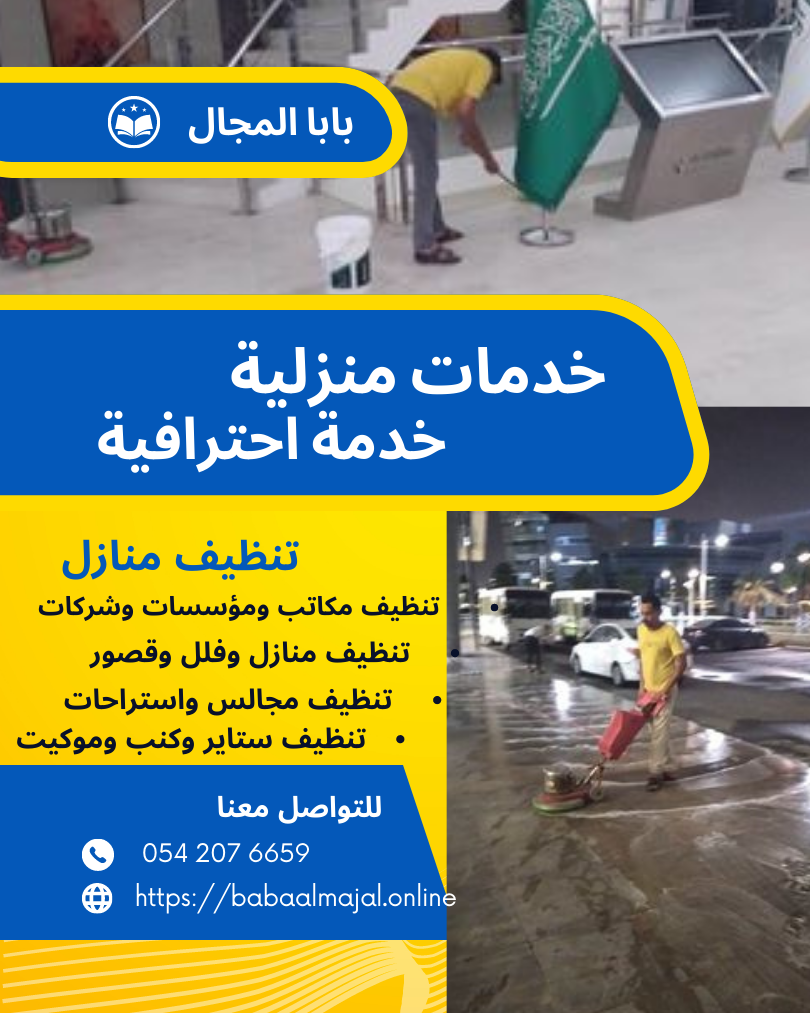 بابا المجال
خدمات منزلية
خدمة احترافية
تنظيف منازل
تنظيف مكاتب ومؤسسات وشركات
تنظيف منازل وفلل وقصور
تنظيف مجالس واستراحات
تنظيف ستاير وكنب وموكيت
للتواصل معنا
054 207 6659
https://babaalmajal.online